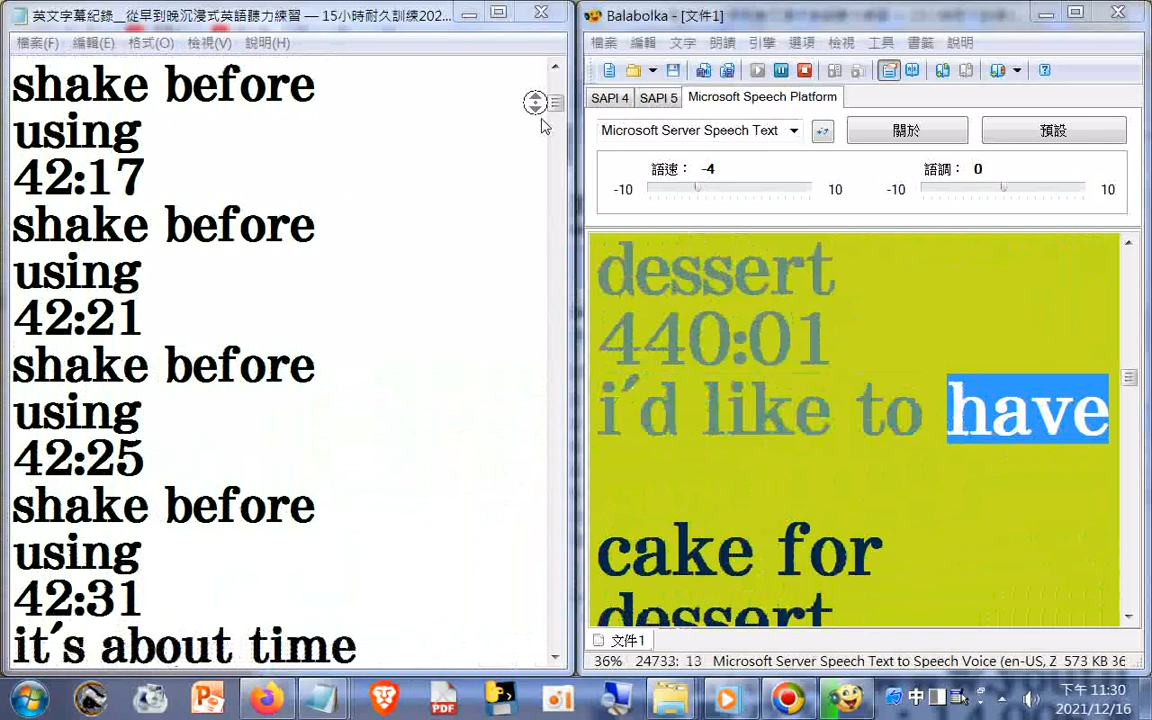 英文字幕紀錄__從早到晚沉浸式英語聽力練習 — 15小時耐久訓練202...
檔案(F) 編輯(E) 格式(O) 檢視(V) 說明(H)
shake before
using
42:17
shake before
using
42:21
shake before
using
42:25
shake before
using
42:31
it´s about time
Balabolka - [文件1]
檔案 編輯 文字 朗讀 引擎 選項 檢視 工具 書籤 說明
SAPI 4 SAPI 5 Microsoft Speech Platform
Microsoft Server Speech Text 關於 預設
語速： -4 語調： 0
-10 10 -10 10
dessert
440:01
i´d like to have
cake for
dessert
文件1
36% 24733: 13 Microsoft Server Speech Text to Speech Voice (en-US, Z 573 KB 36
PDF 中 下午 11:30
2021/12/16